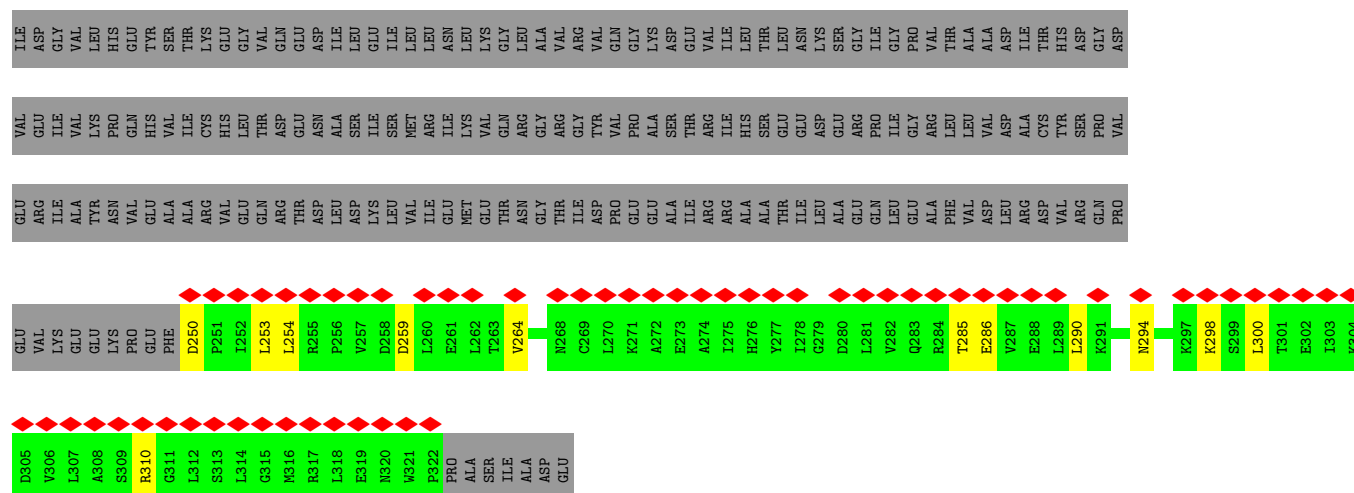 ILE ASP GLY VAL LEU HIS GLU TYR SER THR LYS GLU GLY VAL GLN GLU ASP ILE LEU GLU ILE LEU LEU ASN LEU LYS GLY LEU ALA VAL ARG VAL GLN GLY LYS ASP GLU VAL ILE LEU THR LEU ASN LYS SER GLY ILE GLY PRO VAL THR ALA ALA ASP ILE THR HIS ASP GLY ASP
VAL GLU ILE VAL LYS PRO GLN HIS VAL ILE CYS HIS LEU THR ASP GLU ASN ALA SER ILE SER MET ARG ILE LYS VAL GLN ARG GLY ARG GLY TYR VAL PRO ALA SER THR ARG ILE HIS SER GLU GLU ASP GLU ARG PRO ILE GLY ARG LEU LEU VAL ASP ALA CYS TYR SER PRO VAL
GLU ARG ILE ALA TYR ASN VAL GLU ALA ALA ARG VAL GLU GLN ARG THR ASP LEU ASP LYS LEU VAL ILE GLU MET GLU THR ASN GLY THR ILE ASP PRO GLU GLU ALA ILE ARG ARG ALA ALA THR ILE LEU ALA GLU GLN LEU GLU ALA PHE VAL ASP LEU ARG ASP VAL ARG GLN PRO
GLU VAL LYS GLU GLU LYS PRO GLU PHE D250 P251 I252 L253 L254 R255 P256 V257 D258 D259 L260 E261 L262 T263 V264 N268 C269 L270 K271 A272 E273 A274 I275 H276 Y277 I278 G279 D280 L281 V282 Q283 R284 T285 E286 V287 E288 L289 L290 K291 N294 K297 K298 S299 L300 T301 E302 I303 K304
D305 V306 L307 A308 S309 R310 G311 L312 S313 L314 G315 M316 R317 L318 E319 N320 W321 P322 PRO ALA SER ILE ALA ASP GLU